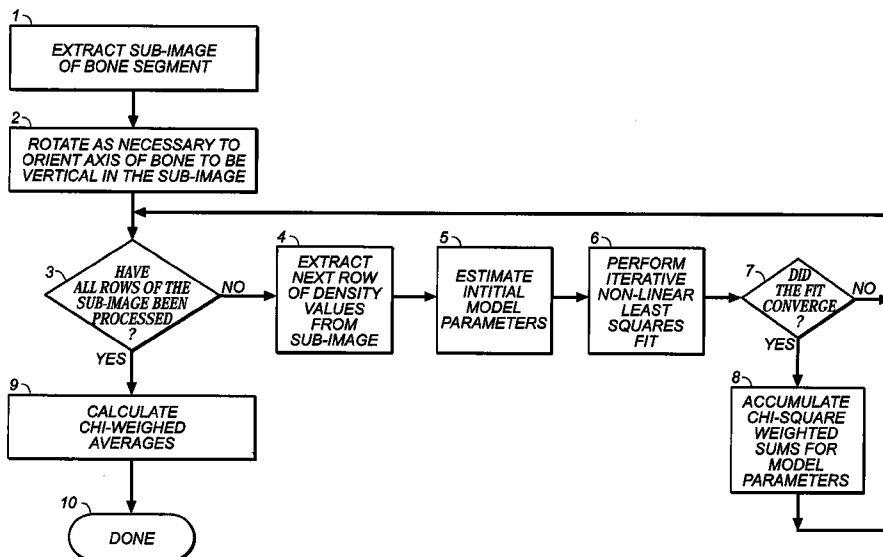 1
EXTRACT SUB-IMAGE
OF BONE SEGMENT
2
ROTATE AS NECESSARY TO
ORIENT AXIS OF BONE TO BE
VERTICAL IN THE SUB-IMAGE
3
HAVE
ALL ROWS OF THE
SUB-IMAGE BEEN
PROCESSED
?
NO
YES
4
EXTRACT
NEXT ROW
OF DENSITY
VALUES
FROM
SUB-IMAGE
5
ESTIMATE
INTITIAL
MODEL
PARAMETERS
6
PERFORM
ITERATIVE
NON-LINEAR
LEAST
SQUARES
FIT
7
DID
THE FIT
CONVERGE
?
NO
YES
8
ACCUMULATE
CHI-SQUARE
WEIGHTED
SUMS FOR
MODEL
PARAMETERS
9
CALCULATE
CHI-WEIGHED
AVERAGES
10
DONE